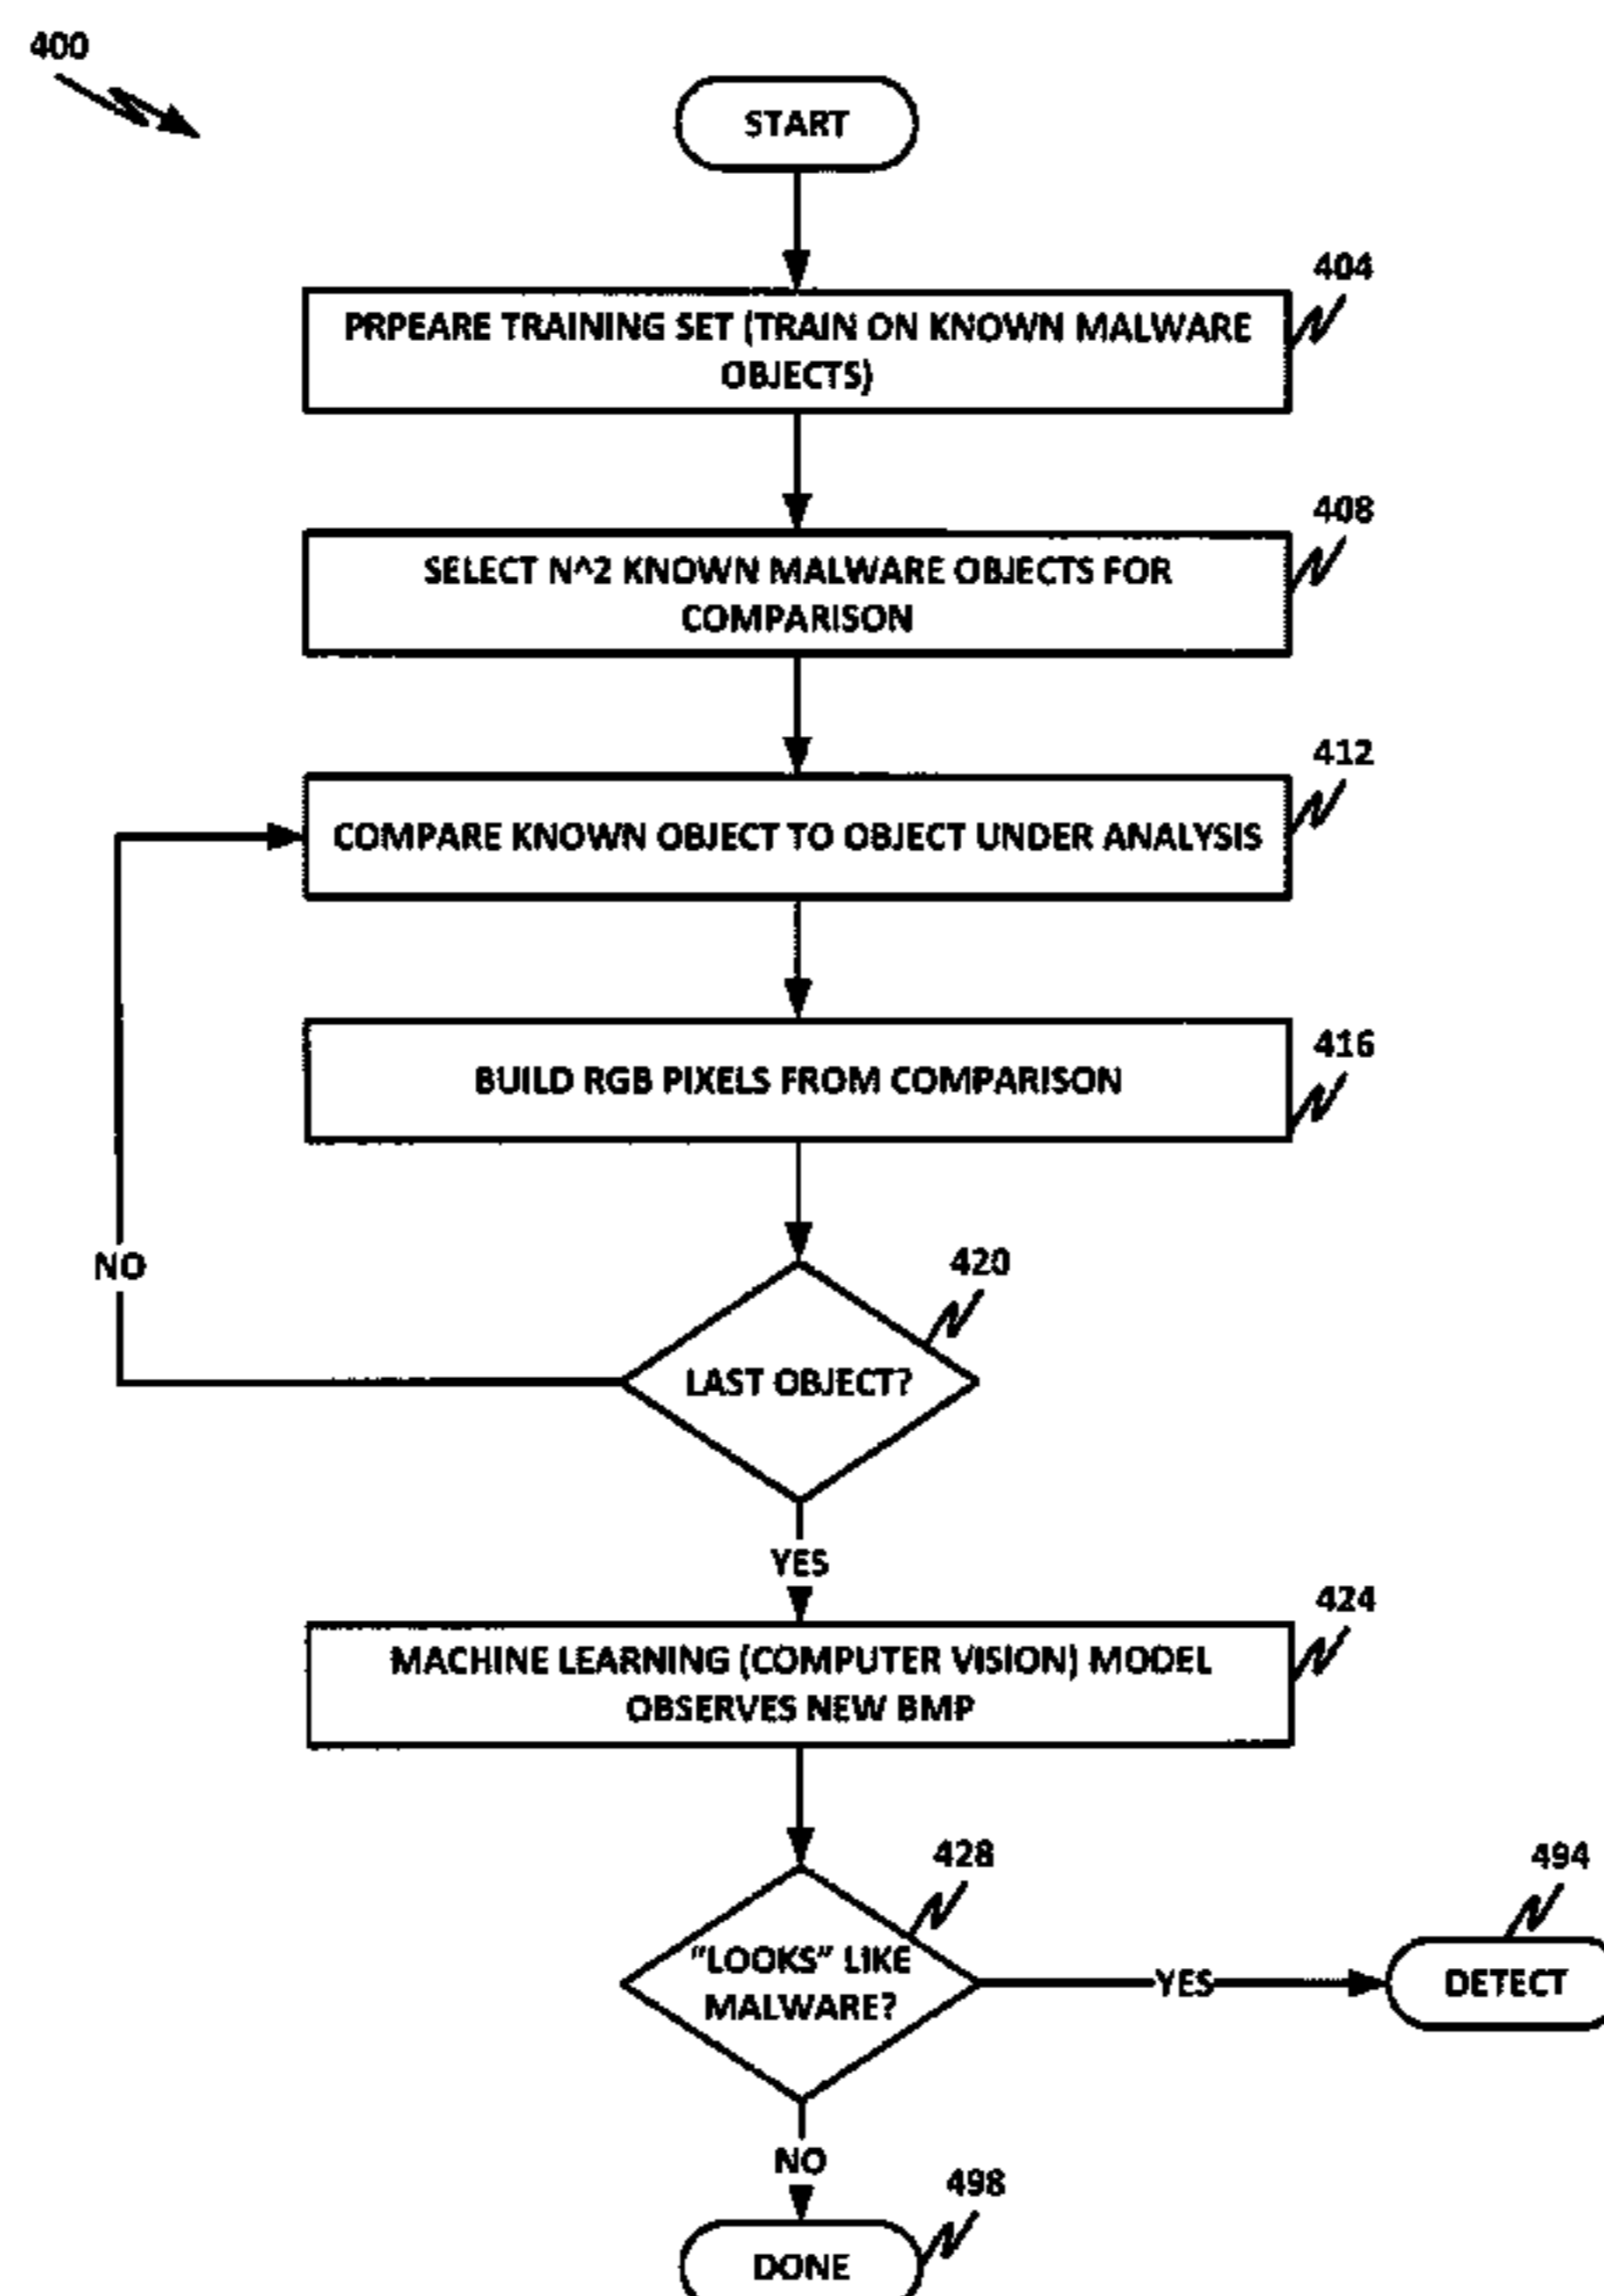 400
START
404
PRPEARE TRAINING SET (TRAIN ON KNOWN MALWARE
OBJECTS)
408
SELECT N^2 KNOWN MALWARE OBJECTS FOR
COMPARISON
412
COMPARE KNOWN OBJECT TO OBJECT UNDER ANALYSIS
416
BUILD RGB PIXELS FROM COMPARISON
NO
420
LAST OBJECT?
YES
424
MACHINE LEARNING (COMPUTER VISION) MODEL
OBSERVES NEW BMP
428
494
"LOOKS" LIKE
MALWARE?
YES
DETECT
NO
498
DONE